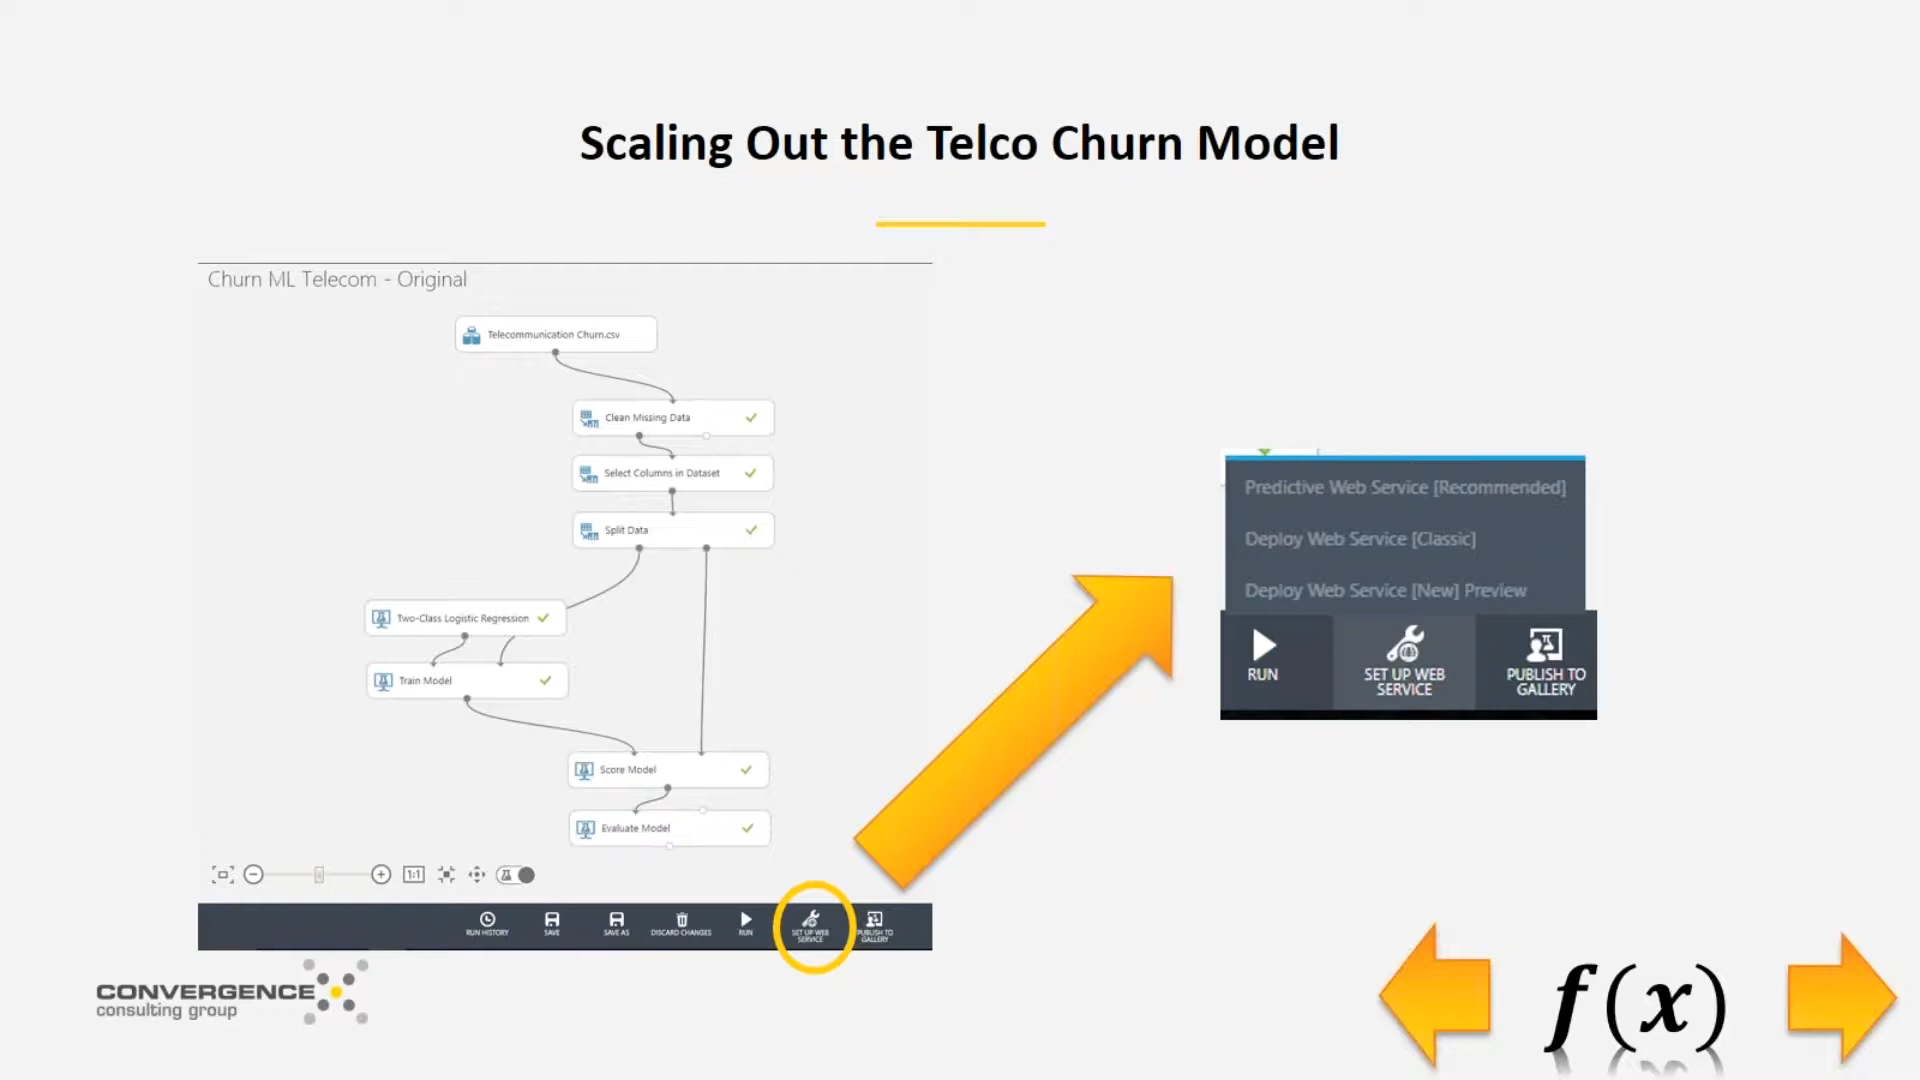 Scaling Out the Telco Churn Model
Churn ML Telecom - Original
Telecommunication Churn.csv
Clean Missing Data
Select Columns in Dataset
Split Data
Two-Class Logistic Regression
Train Model
Score Model
Evaluate Model
1:1
RUN HISTORY
SAVE
SAVE AS
DISCARD CHANGES
RUN
SET UP WEB
SERVICE
PUBLISH TO
GALLERY
Predictive Web Service [Recommended]
Deploy Web Service [Classic]
Deploy Web Service [New] Preview
RUN
SET UP WEB
SERVICE
PUBLISH TO
GALLERY
CONVERGENCE
consulting group
f(x)